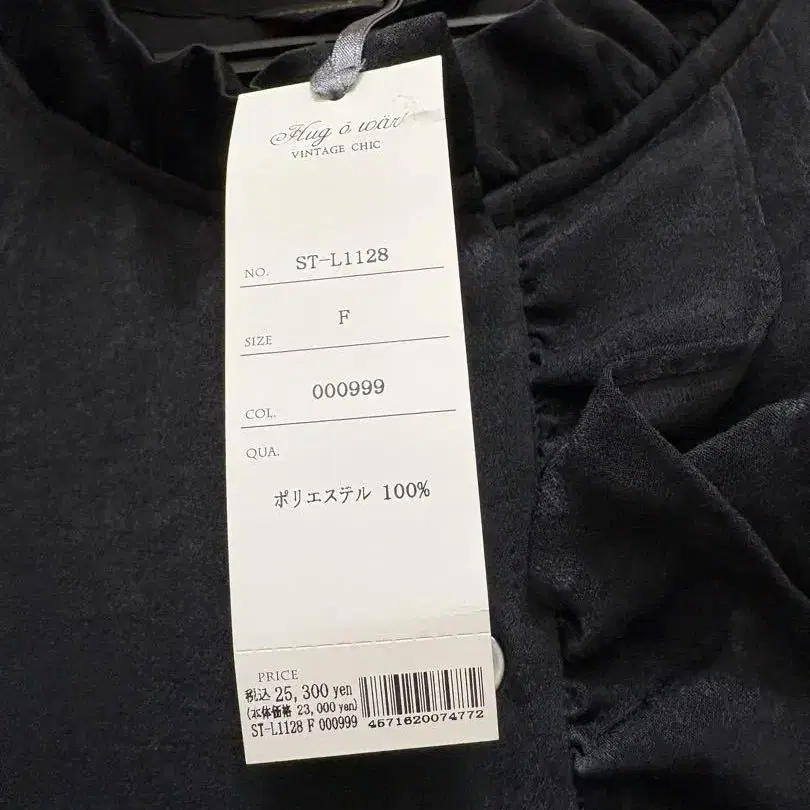 Hug ō wär
VINTAGE CHIC
NO. ST-L1128
SIZE F
COL. 000999
QUA.
ポリエステル 100%
PRICE
税込 25,300 yen
(本体価格 23,000 yen)
ST-L1128 F 000999
4571620074772